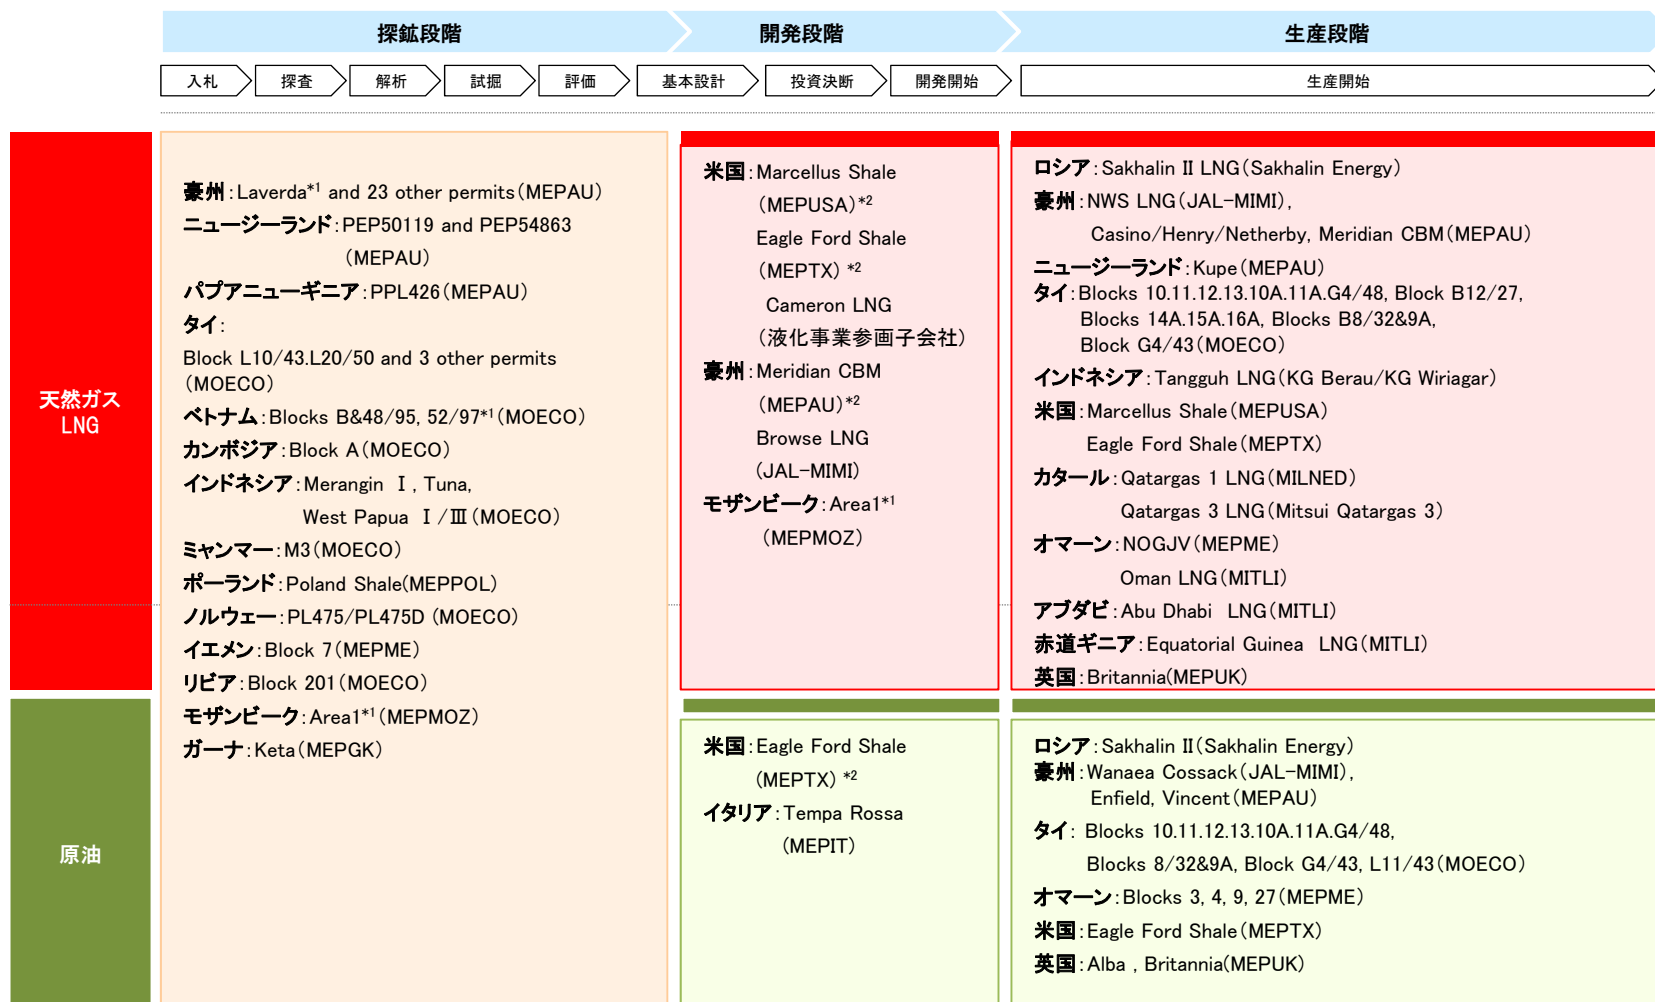 探鉱段階
開発段階
生産段階
入札
探査
解析
試掘
評価
基本設計
投資決断
開発開始
生産開始
天然ガス
LNG
豪州：Laverda*1 and 23 other permits（MEPAU）
ニュージーランド：PEP50119 and PEP54863
（MEPAU）
パプアニューギニア：PPL426（MEPAU）
タイ：
Block L10/43.L20/50 and 3 other permits
（MOECO）
ベトナム：Blocks B&48/95, 52/97*1（MOECO）
カンボジア：Block A（MOECO）
インドネシア：Merangin Ⅰ, Tuna,
West Papua Ⅰ/Ⅲ（MOECO）
ミャンマー：M3（MOECO）
ポーランド：Poland Shale(MEPPOL)
ノルウェー：PL475/PL475D（MOECO）
イエメン：Block 7（MEPME）
リビア：Block 201（MOECO）
モザンビーク：Area1*1（MEPMOZ）
ガーナ：Keta（MEPGK）
米国：Marcellus Shale
（MEPUSA）*2
Eagle Ford Shale
（MEPTX）*2
Cameron LNG
（液化事業参画子会社）
豪州：Meridian CBM
（MEPAU）*2
Browse LNG
（JAL-MIMI）
モザンビーク：Area1*1
（MEPMOZ）
ロシア：Sakhalin II LNG（Sakhalin Energy）
豪州：NWS LNG（JAL-MIMI）,
Casino/Henry/Netherby, Meridian CBM（MEPAU）
ニュージーランド：Kupe（MEPAU）
タイ：Blocks 10.11.12.13.10A.11A.G4/48, Block B12/27,
Blocks 14A.15A.16A, Blocks B8/32&9A,
Block G4/43（MOECO）
インドネシア：Tangguh LNG（KG Berau/KG Wiriagar）
米国：Marcellus Shale（MEPUSA）
Eagle Ford Shale（MEPTX）
カタール：Qatargas 1 LNG（MILNED）
Qatargas 3 LNG（Mitsui Qatargas 3）
オマーン：NOGJV（MEPME）
Oman LNG（MITLI）
アブダビ：Abu Dhabi LNG（MITLI）
赤道ギニア：Equatorial Guinea LNG（MITLI）
英国：Britannia(MEPUK)
原油
米国：Eagle Ford Shale
（MEPTX）*2
イタリア：Tempa Rossa
（MEPIT）
ロシア：Sakhalin II（Sakhalin Energy）
豪州：Wanaea Cossack（JAL-MIMI）,
Enfield, Vincent（MEPAU）
タイ： Blocks 10.11.12.13.10A.11A.G4/48,
Blocks 8/32&9A, Block G4/43, L11/43（MOECO）
オマーン：Blocks 3, 4, 9, 27（MEPME）
米国：Eagle Ford Shale（MEPTX）
英国：Alba , Britannia(MEPUK)